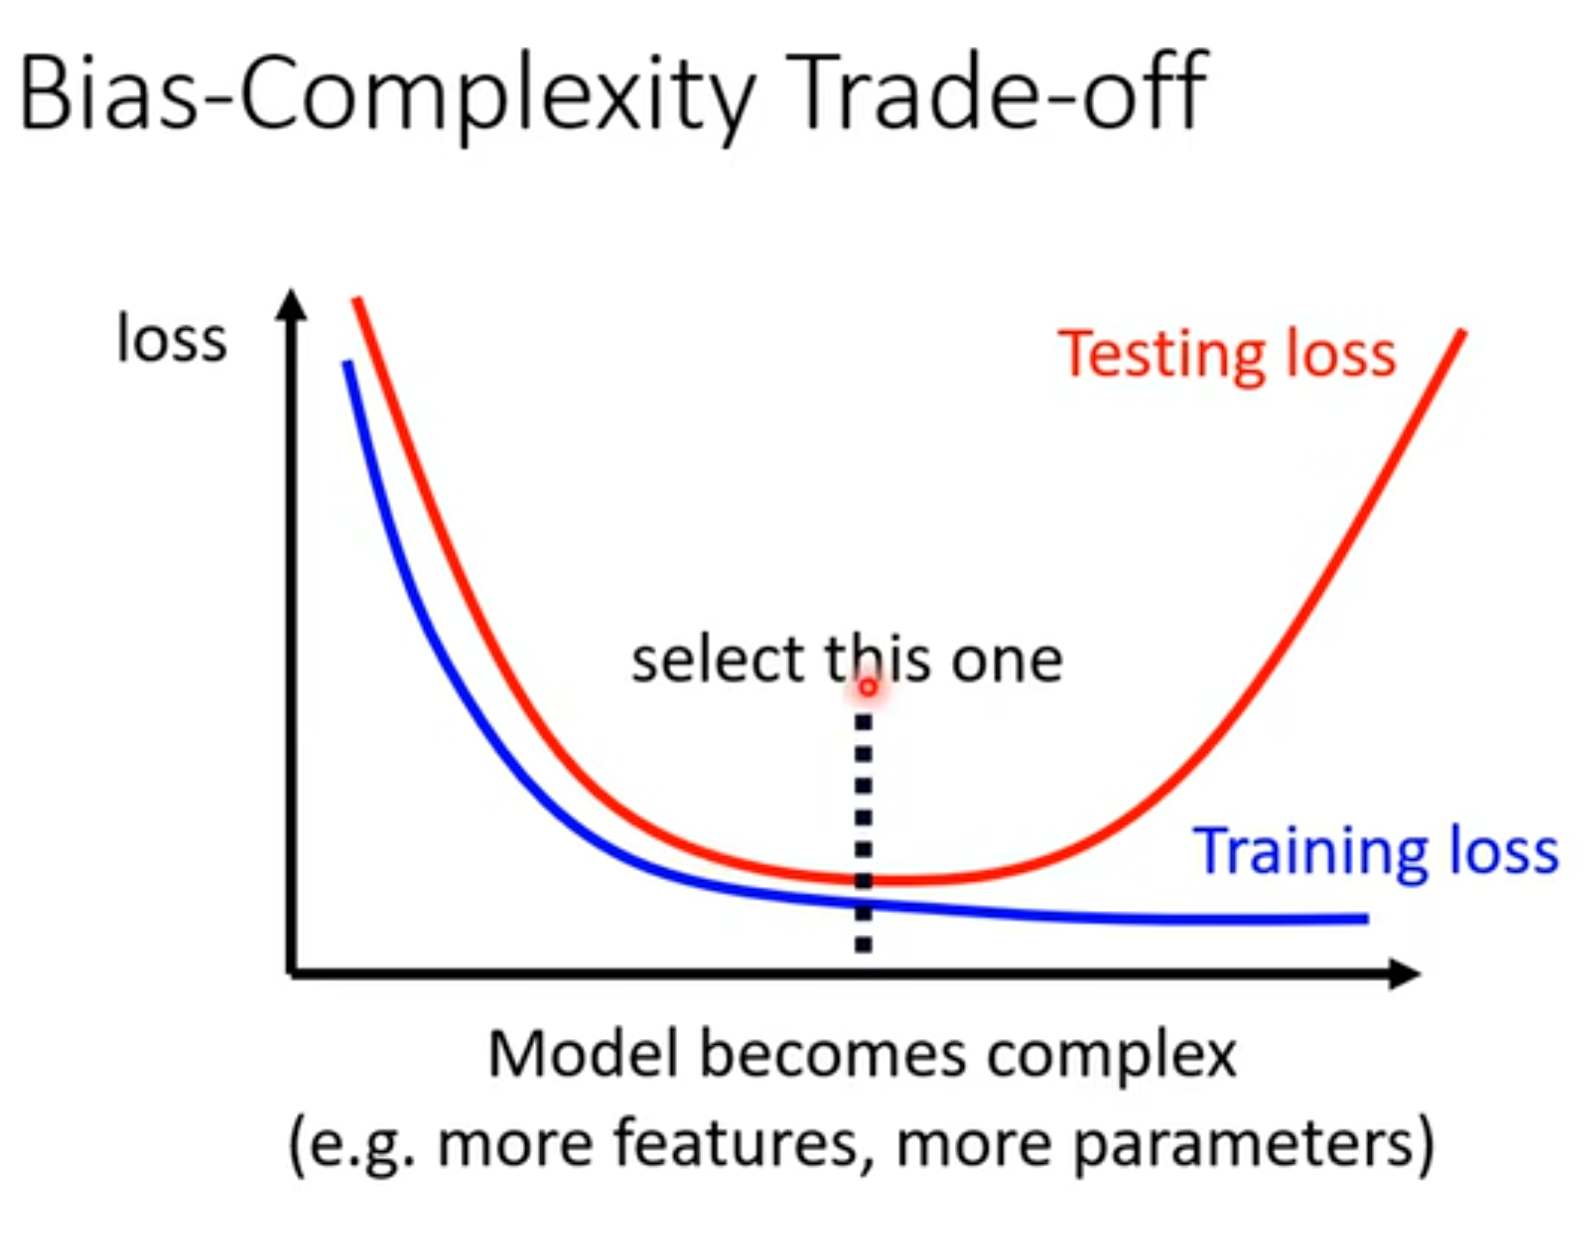 Bias-Complexity Trade-off
loss
Testing loss
select this one
Training loss
Model becomes complex
(e.g. more features, more parameters)